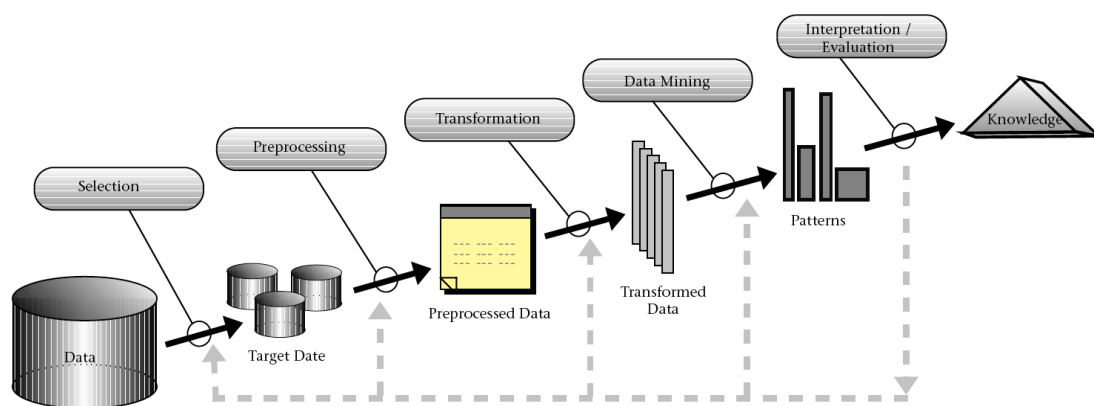 Interpretation /
Evaluation
Data Mining
Transformation
Preprocessing
Selection
Data
Target Date
Preprocessed Data
Transformed
Data
Patterns
Knowledge